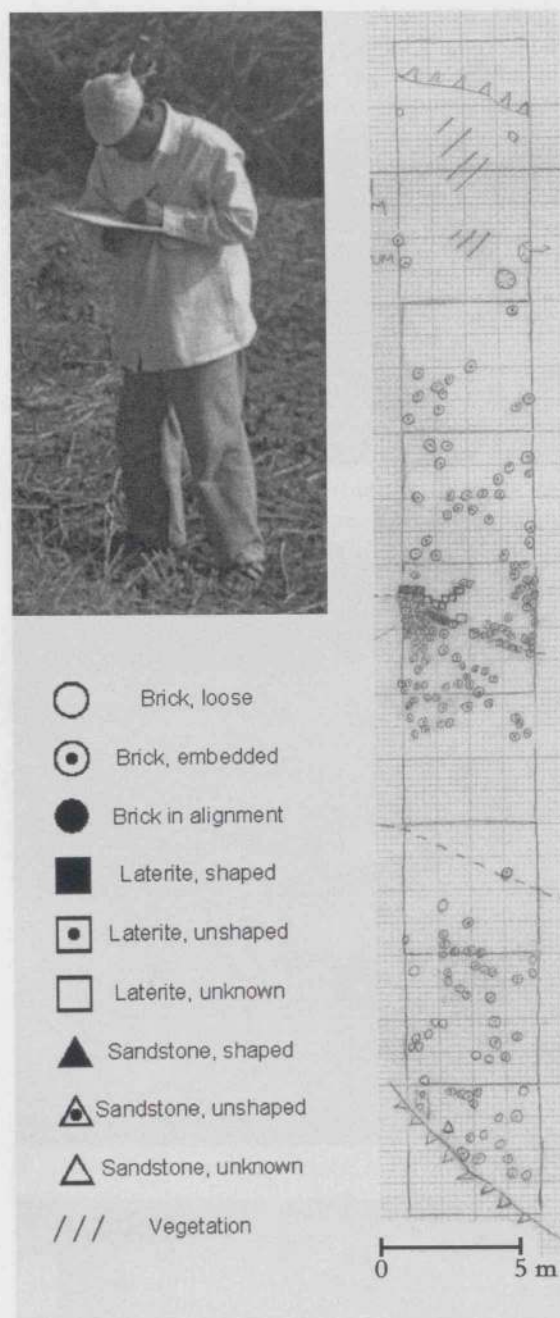 Brick, loose
Brick, embedded
Brick in alignment
Laterite, shaped
Laterite, unshaped
Laterite, unknown
Sandstone, shaped
Sandstone, unshaped
Sandstone, unknown
Vegetation
0 5 m